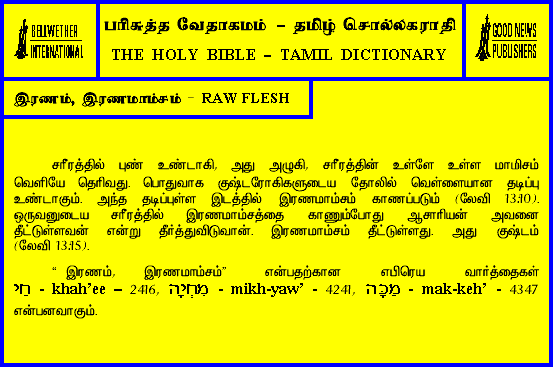 BELLWETHER
INTERNATIONAL
பரிசுத்த வேதாகமம் – தமிழ் சொல்லகராதி
THE HOLY BIBLE – TAMIL DICTIONARY
GOOD NEWS
PUBLISHERS
இரணம், இரணமாம்சம் - RAW FLESH
சரீரத்தில் புண் உண்டாகி, அது அழுகி, சரீரத்தின் உள்ளே உள்ள மாமிசம்
வெளியே தெரிவது. பொதுவாக குஷ்டரோகிகளுடைய தோலில் வெள்ளையான தடிப்பு
உண்டாகும். அந்த தடிப்புள்ள இடத்தில் இரணமாம்சம் காணப்படும் (லேவி 13:10).
ஒருவனுடைய சரீரத்தில் இரணமாம்சத்தை காணும்போது ஆசாரியன் அவனை
தீட்டுள்ளவன் என்று தீர்த்துவிடுவான். இரணமாம்சம் தீட்டுள்ளது. அது குஷ்டம்
(லேவி 13:15).
“ இரணம், இரணமாம்சம்” என்பதற்கான எபிரெய வார்த்தைகள்
חַי - khah’ee – 2416, מִחְיָה - mikh-yaw’ - 4241, מַכָּה - mak-keh’ - 4347
என்பனவாகும்.